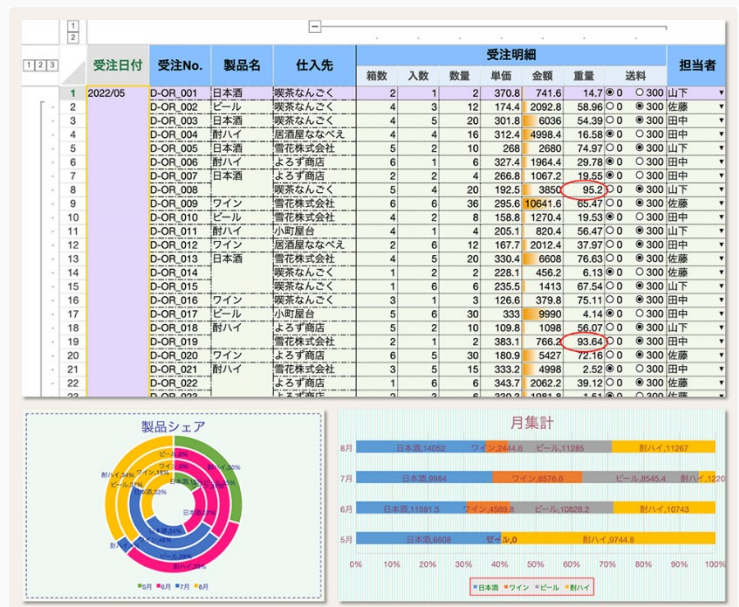 1
2
1 2 3
受注日付 受注No. 製品名 仕入先 受注明細 担当者
箱数 入数 数量 単価 金額 重量 送料
1 2022/05 D-OR_001 日本酒 喫茶なんごく 2 1 2 370.8 741.6 14.7 0 300 山下
2 D-OR_002 ビール 喫茶なんごく 4 3 12 174.4 2092.8 58.96 0 300 佐藤
3 D-OR_003 日本酒 喫茶なんごく 4 5 20 301.8 6036 54.39 0 300 田中
4 D-OR_004 酎ハイ 居酒屋ななべえ 4 4 16 312.4 4998.4 16.58 0 300 田中
5 D-OR_005 日本酒 雪花株式会社 5 2 10 268 2680 74.97 0 300 山下
6 D-OR_006 酎ハイ よろず商店 6 1 6 327.4 1964.4 29.78 0 300 田中
7 D-OR_007 日本酒 よろず商店 2 2 4 266.8 1067.2 19.55 0 300 田中
8 D-OR_008 喫茶なんごく 5 4 20 192.5 3850 95.2 0 300 山下
9 D-OR_009 ワイン 雪花株式会社 6 6 36 295.6 10641.6 65.47 0 300 佐藤
10 D-OR_010 ビール 雪花株式会社 4 2 8 158.8 1270.4 19.53 0 300 田中
11 D-OR_011 酎ハイ 小町屋台 4 1 4 205.1 820.4 56.47 0 300 山下
12 D-OR_012 ワイン 居酒屋ななべえ 2 6 12 167.7 2012.4 37.97 0 300 田中
13 D-OR_013 日本酒 雪花株式会社 4 5 20 330.4 6608 76.63 0 300 佐藤
14 D-OR_014 喫茶なんごく 1 2 2 228.1 456.2 6.13 0 300 佐藤
15 D-OR_015 喫茶なんごく 1 6 6 235.5 1413 67.54 0 300 山下
16 D-OR_016 ワイン 喫茶なんごく 3 1 3 126.6 379.8 75.11 0 300 田中
17 D-OR_017 ビール 小町屋台 6 5 30 333 9990 4.14 0 300 田中
18 D-OR_018 酎ハイ よろず商店 5 2 10 109.8 1098 56.07 0 300 山下
19 D-OR_019 雪花株式会社 2 1 2 383.1 766.2 93.64 0 300 田中
20 D-OR_020 ワイン よろず商店 6 5 30 180.9 5427 72.16 0 300 佐藤
21 D-OR_021 酎ハイ 雪花株式会社 3 5 15 333.2 4998 2.52 0 300 田中
22 D-OR_022 よろず商店 1 6 6 343.7 2062.2 39.12 0 300 佐藤
製品シェア
5月 6月 7月 8月
月集計
8月 日本酒,14052 ワイン,2444.6 ビール,11285 酎ハイ,11267
7月 日本酒,9984 ワイン,6576.6 ビール,8545.4 酎ハイ,1220
6月 日本酒,11391.5 ワイン,4569.8 ビール,10828.2 酎ハイ,10743
5月 日本酒,6608 酎ハイ,9744.8
0% 10% 20% 30% 40% 50% 60% 70% 80% 90% 100%
日本酒 ワイン ビール 酎ハイ